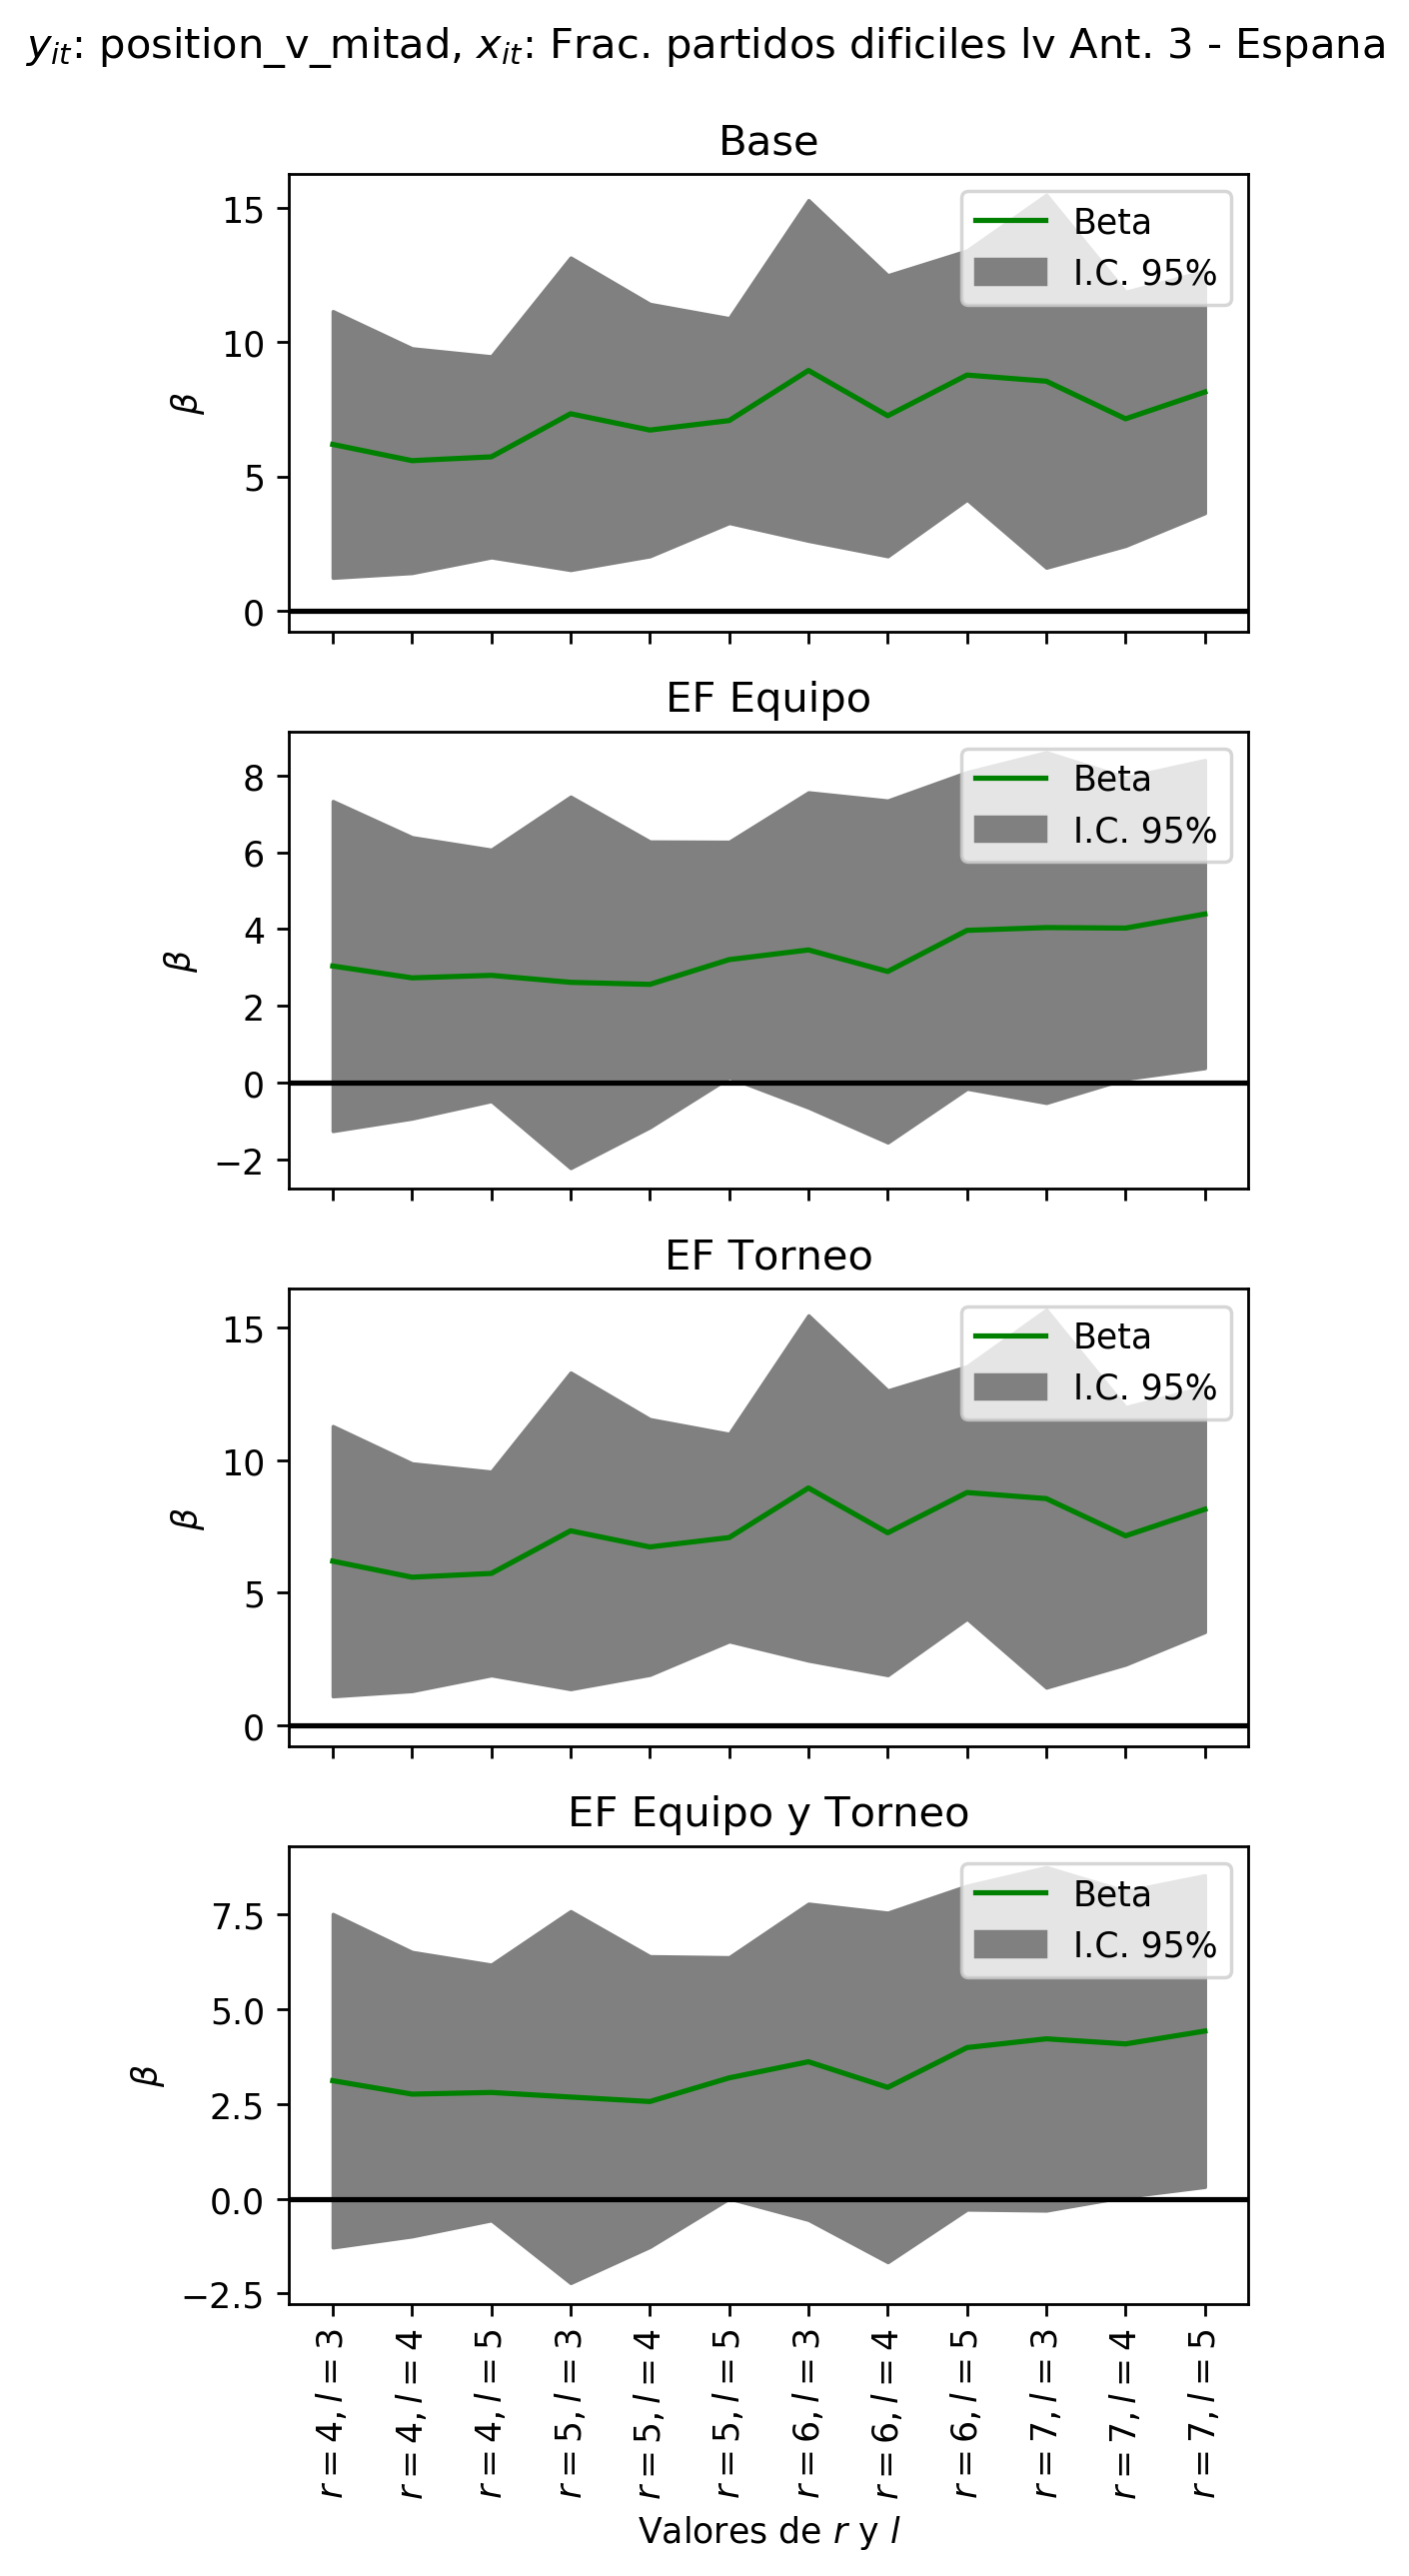 y_it: position_v_mitad, x_it: Frac. partidos dificiles lv Ant. 3 - Espana
Base
Beta
I.C. 95%
15
10
5
0
β
EF Equipo
Beta
I.C. 95%
8
6
4
2
0
−2
β
EF Torneo
Beta
I.C. 95%
15
10
5
0
β
EF Equipo y Torneo
Beta
I.C. 95%
7.5
5.0
2.5
0.0
−2.5
β
r = 4, l = 3
r = 4, l = 4
r = 4, l = 5
r = 5, l = 3
r = 5, l = 4
r = 5, l = 5
r = 6, l = 3
r = 6, l = 4
r = 6, l = 5
r = 7, l = 3
r = 7, l = 4
r = 7, l = 5
Valores de r y l